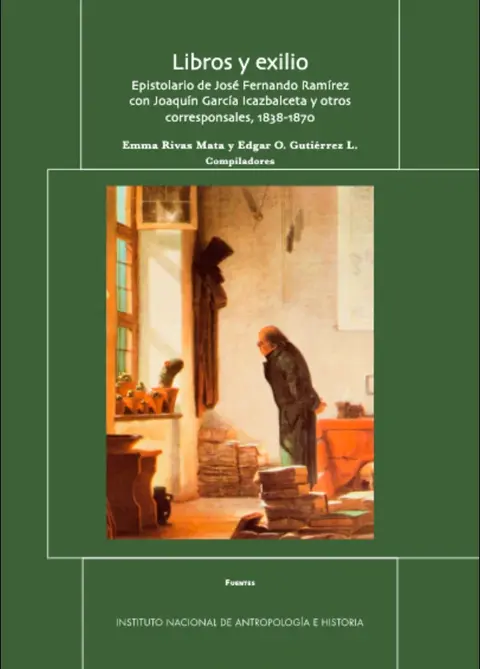 Libros y exilio
Epistolario de José Fernando Ramírez
con Joaquín García Icazbalceta y otros
corresponsales, 1838-1870
Emma Rivas Mata y Edgar O. Gutiérrez L.
Compiladores
Fuentes
INSTITUTO NACIONAL DE ANTROPOLOGÍA E HISTORIA